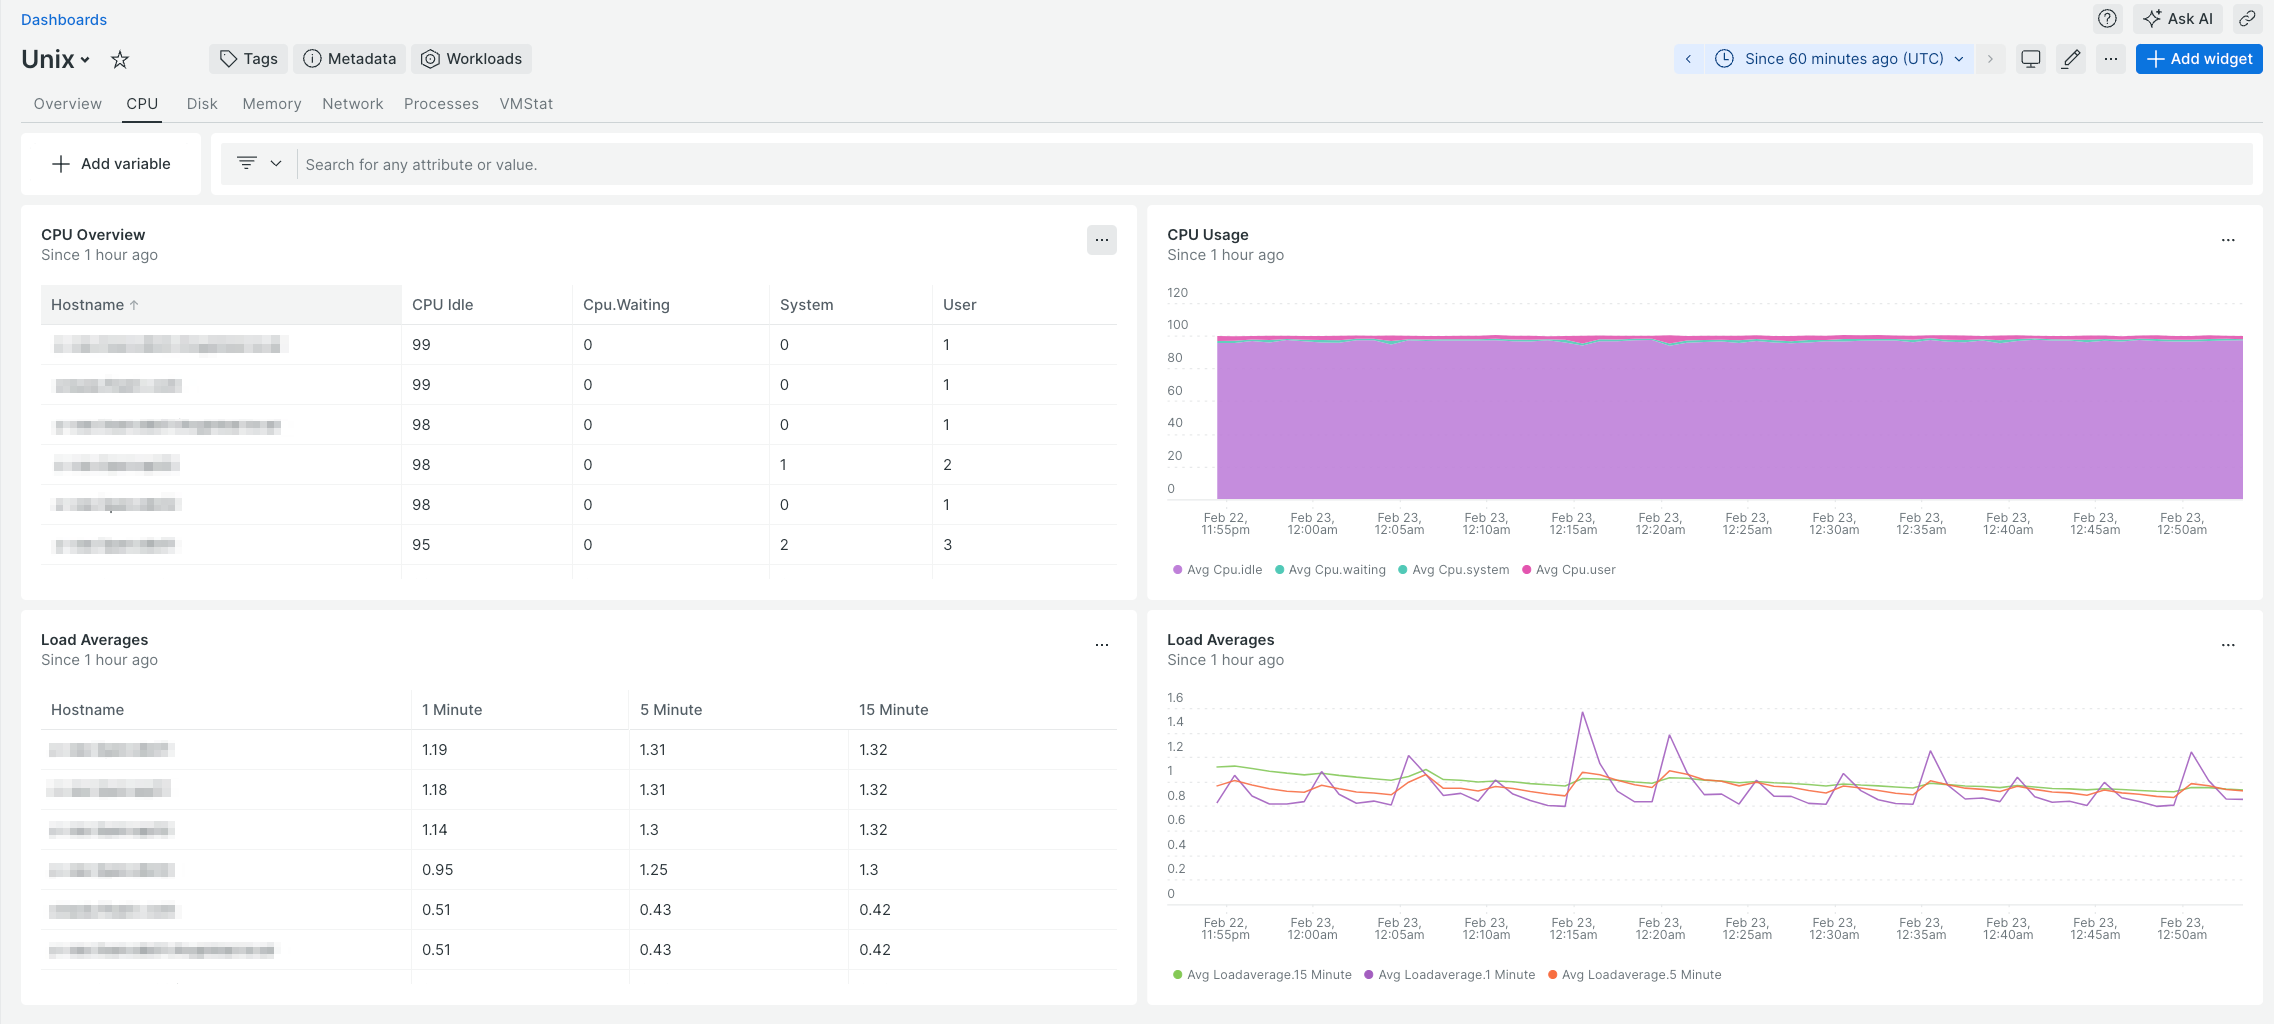 Dashboards
Ask AI
Unix
Tags
Metadata
Workloads
Since 60 minutes ago (UTC)
Add widget
Overview CPU Disk Memory Network Processes VMStat
Add variable
Search for any attribute or value.
CPU Overview
Since 1 hour ago
Hostname ↑ CPU Idle Cpu.Waiting System User
99 0 0 1
99 0 0 1
98 0 0 1
98 0 1 2
98 0 0 1
95 0 2 3
CPU Usage
Since 1 hour ago
120
100
80
60
40
20
0
Feb 22, Feb 23, Feb 23, Feb 23, Feb 23, Feb 23, Feb 23, Feb 23, Feb 23, Feb 23, Feb 23, Feb 23,
11:55pm 12:00am 12:05am 12:10am 12:15am 12:20am 12:25am 12:30am 12:35am 12:40am 12:45am 12:50am
Avg Cpu.idle Avg Cpu.waiting Avg Cpu.system Avg Cpu.user
Load Averages
Since 1 hour ago
Hostname 1 Minute 5 Minute 15 Minute
1.19 1.31 1.32
1.18 1.31 1.32
1.14 1.3 1.32
0.95 1.25 1.3
0.51 0.43 0.42
0.51 0.43 0.42
Load Averages
Since 1 hour ago
1.6
1.4
1.2
1
0.8
0.6
0.4
0.2
0
Feb 22, Feb 23, Feb 23, Feb 23, Feb 23, Feb 23, Feb 23, Feb 23, Feb 23, Feb 23, Feb 23, Feb 23,
11:55pm 12:00am 12:05am 12:10am 12:15am 12:20am 12:25am 12:30am 12:35am 12:40am 12:45am 12:50am
Avg Loadaverage.15 Minute Avg Loadaverage.1 Minute Avg Loadaverage.5 Minute